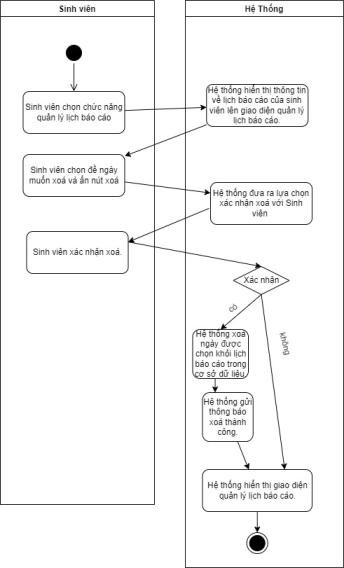 Sinh viên
Hệ Thống
Sinh viên chọn chức năng
quản lý lịch báo cáo
Hệ thống hiển thị thông tin
về lịch báo cáo của sinh
viên lên giao diện quản lý
lịch báo cáo.
Sinh viên chọn đề ngày
muốn xoá và ấn nút xoá
Hệ thống đưa ra lựa chọn
xác nhận xoá với Sinh
viên
Sinh viên xác nhận xoá.
Xác nhận
có
không
Hệ thống xoá
ngày được
chọn khỏi lịch
báo cáo trong
cơ sở dữ liệu.
Hệ thống gửi
thông báo
xoá thành
công.
Hệ thống hiển thị giao diện
quản lý lịch báo cáo.